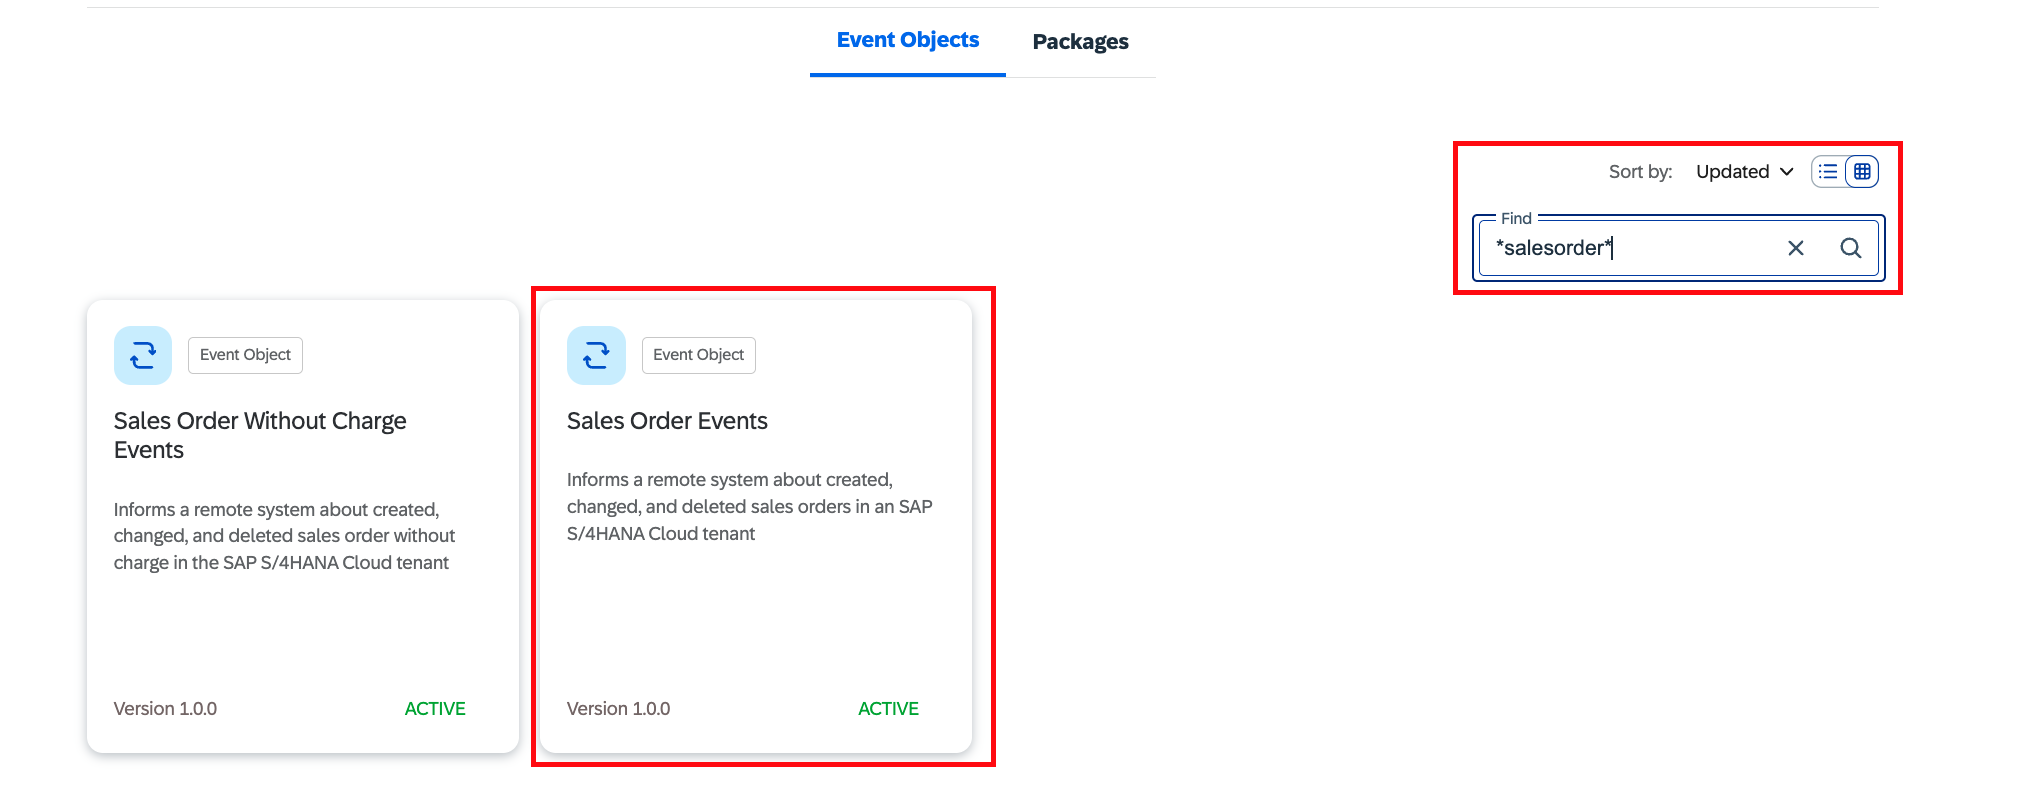 Event Objects
Packages
Sort by: Updated
Find
*salesorder*
Event Object
Sales Order Without Charge
Events
Informs a remote system about created,
changed, and deleted sales order without
charge in the SAP S/4HANA Cloud tenant
Version 1.0.0
ACTIVE
Event Object
Sales Order Events
Informs a remote system about created,
changed, and deleted sales orders in an SAP
S/4HANA Cloud tenant
Version 1.0.0
ACTIVE